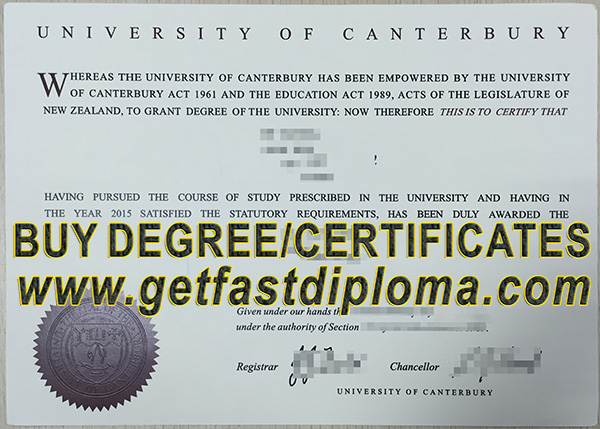 UNIVERSITY OF CANTERBURY
WHEREAS THE UNIVERSITY OF CANTERBURY HAS BEEN EMPOWERED BY THE UNIVERSITY
OF CANTERBURY ACT 1961 AND THE EDUCATION ACT 1989, ACTS OF THE LEGISLATURE OF
NEW ZEALAND, TO GRANT DEGREE OF THE UNIVERSITY: NOW THEREFORE THIS IS TO CERTIFY THAT
!
HAVING PURSUED THE COURSE OF STUDY PRESCRIBED IN THE UNIVERSITY AND HAVING IN
THE YEAR 2015 SATISFIED THE STATUTORY REQUIREMENTS, HAS BEEN DULY AWARDED THE
BUY DEGREE/CERTIFICATES
www.getfastdiploma.com
Given under our hands
under the authority of Section
Registrar Chancellor
UNIVERSITY OF CANTERBURY